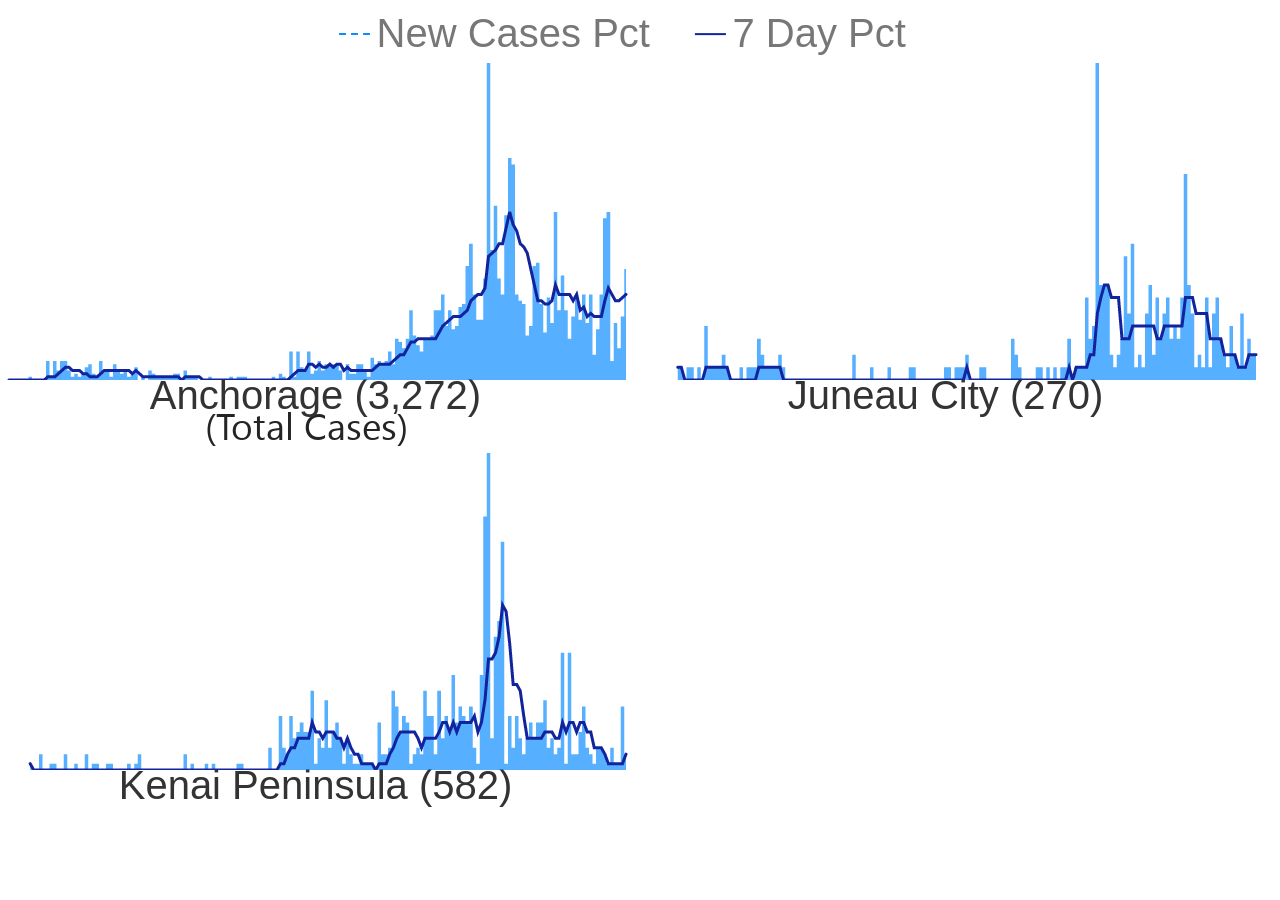 New Cases Pct 7 Day Pct
Anchorage (3,272)
(Total Cases)
Juneau City (270)
Kenai Peninsula (582)